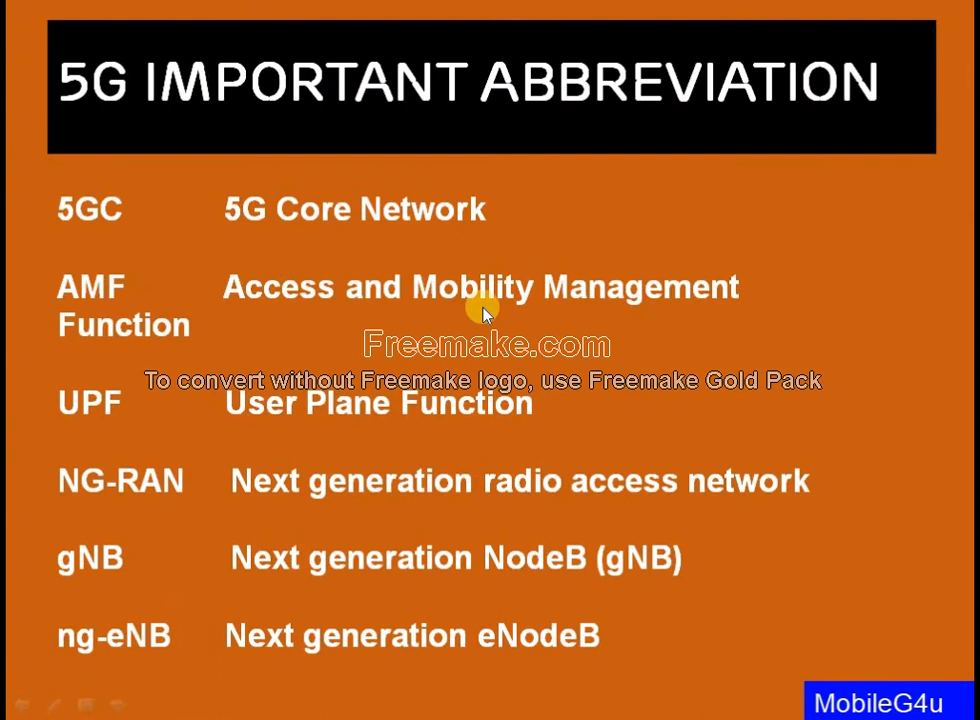 5G IMPORTANT ABBREVIATION
5GC 5G Core Network
AMF Access and Mobility Management
Function
Freemake.com
To convert without Freemake logo, use Freemake Gold Pack
UPF User Plane Function
NG-RAN Next generation radio access network
gNB Next generation NodeB (gNB)
ng-eNB Next generation eNodeB
MobileG4u